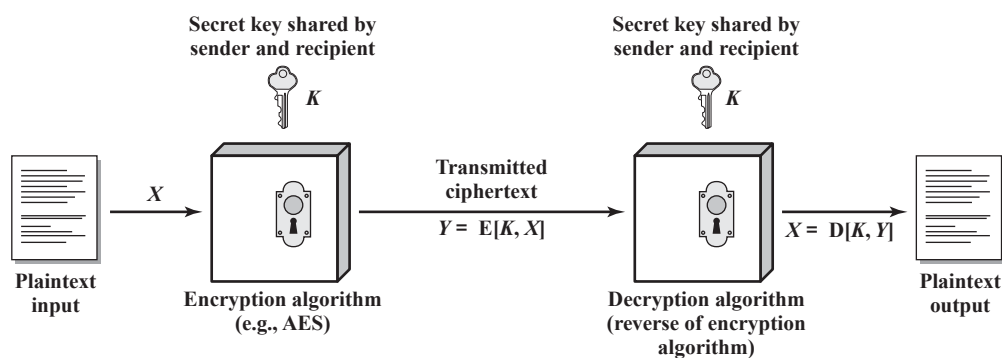 Secret key shared by
sender and recipient
K
Secret key shared by
sender and recipient
K
X
Transmitted
ciphertext
Y = E[K, X]
X = D[K, Y]
Plaintext
input
Encryption algorithm
(e.g., AES)
Decryption algorithm
(reverse of encryption
algorithm)
Plaintext
output